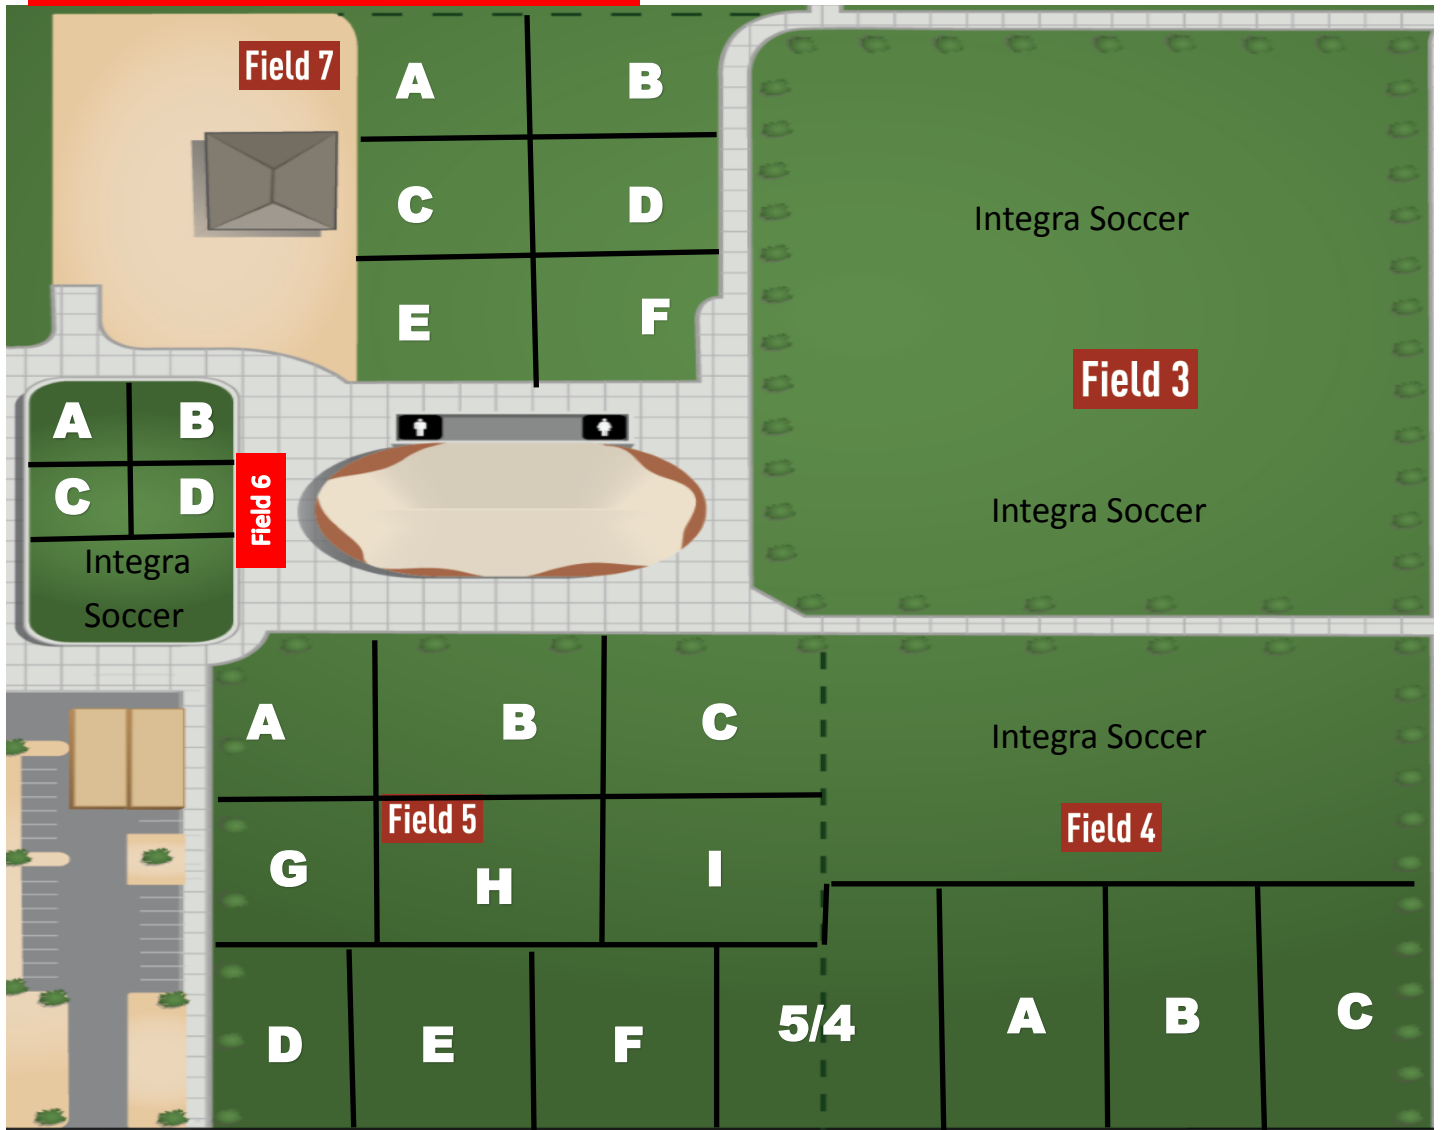 Field 7
A
B
C
D
E
F
Integra Soccer
Field 3
Integra Soccer
A
B
C
D
Field 6
Integra
Soccer
A
B
C
Field 5
G
H
I
D
E
F
5/4
Integra Soccer
Field 4
A
B
C